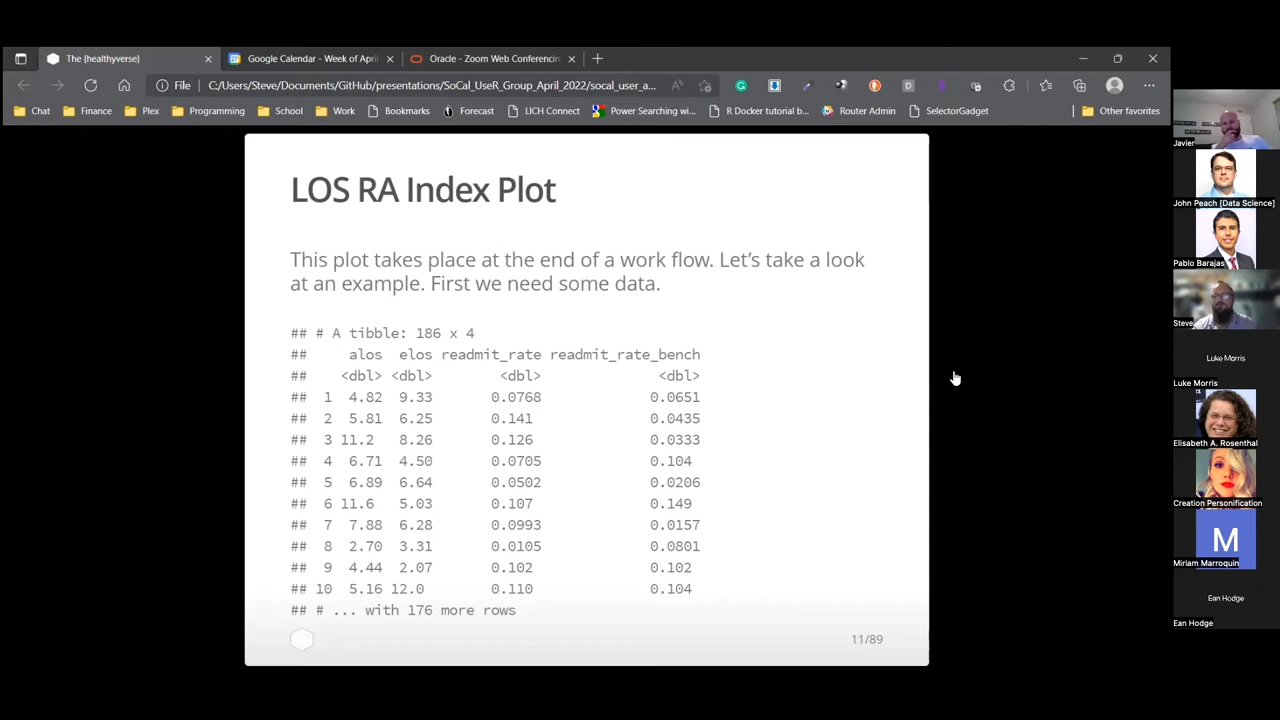 The {healthyverse}
Google Calendar - Week of April
Oracle - Zoom Web Conferencin
File
C:/Users/Steve/Documents/GitHub/presentations/SoCal_UseR_Group_April_2022/socal_user_a...
Chat Finance Plex Programming School Work Bookmarks Forecast LICH Connect Power Searching wi... R Docker tutorial b... Router Admin SelectorGadget Other favorites
LOS RA Index Plot
This plot takes place at the end of a work flow. Let's take a look
at an example. First we need some data.
## # A tibble: 186 x 4
## alos elos readmit_rate readmit_rate_bench
## <dbl> <dbl> <dbl> <dbl>
## 1 4.82 9.33 0.0768 0.0651
## 2 5.81 6.25 0.141 0.0435
## 3 11.2 8.26 0.126 0.0333
## 4 6.71 4.50 0.0705 0.104
## 5 6.89 6.64 0.0502 0.0206
## 6 11.6 5.03 0.107 0.149
## 7 7.88 6.28 0.0993 0.0157
## 8 2.70 3.31 0.0105 0.0801
## 9 4.44 2.07 0.102 0.102
## 10 5.16 12.0 0.110 0.104
## # ... with 176 more rows
11/89
Javier
John Peach [Data Science]
Pablo Barajas
Steve
Luke Morris
Luke Morris
Elisabeth A. Rosenthal
Creation Personification
M
Miriam Marroquin
Ean Hodge
Ean Hodge